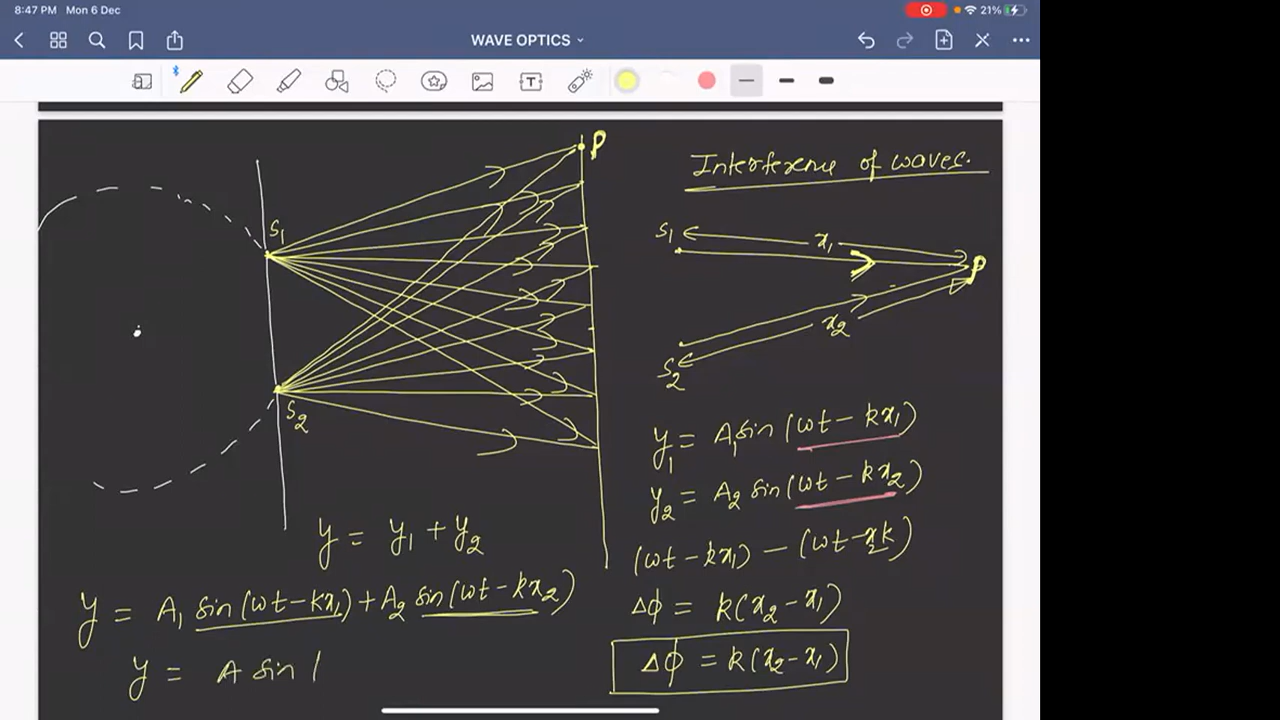 8:47 PM Mon 6 Dec
21%
WAVE OPTICS
P
S1
S2
Interference of waves.
S1 x1 P
x2
S2
y1 = A1 sin (ωt - kx1)
y2 = A2 sin (ωt - kx2)
(ωt - kx1) - (ωt - x2k)
Δφ = k(x2 - x1)
Δφ = k(x2 - x1)
y = y1 + y2
y = A1 sin (ωt - kx1) + A2 sin (ωt - kx2)
y = A sin (